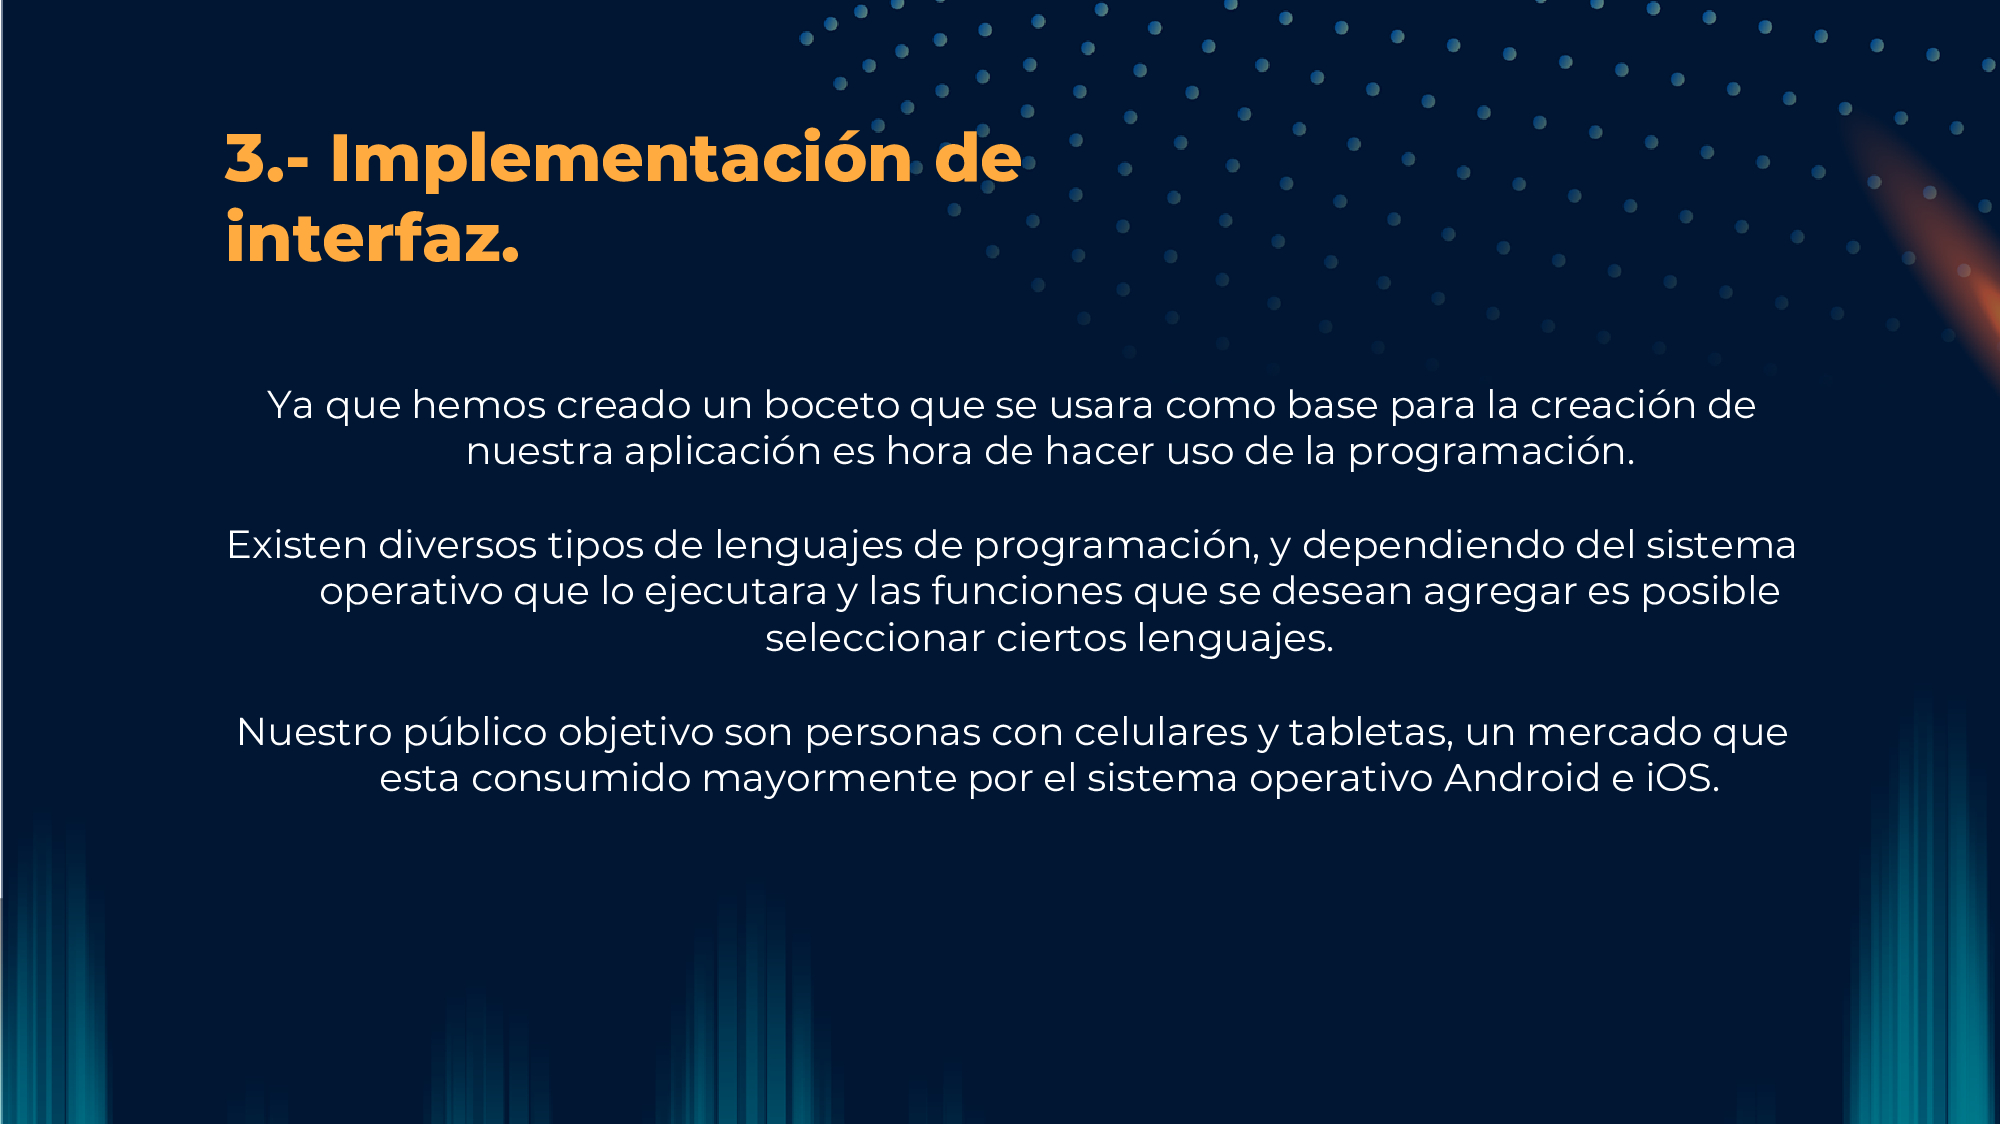 3.- Implementación de
interfaz.
Ya que hemos creado un boceto que se usara como base para la creación de
nuestra aplicación es hora de hacer uso de la programación.
Existen diversos tipos de lenguajes de programación, y dependiendo del sistema
operativo que lo ejecutara y las funciones que se desean agregar es posible
seleccionar ciertos lenguajes.
Nuestro público objetivo son personas con celulares y tabletas, un mercado que
esta consumido mayormente por el sistema operativo Android e iOS.